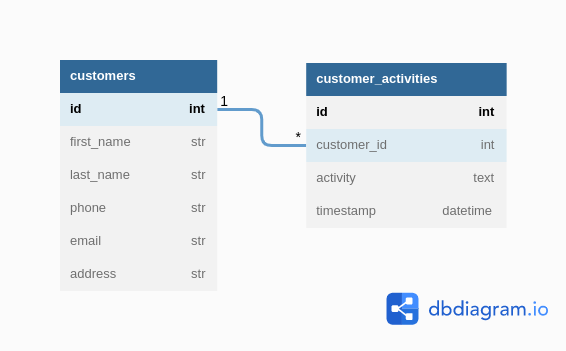 customers
id int
first_name str
last_name str
phone str
email str
address str
1
*
customer_activities
id int
customer_id int
activity text
timestamp datetime
dbdiagram.io